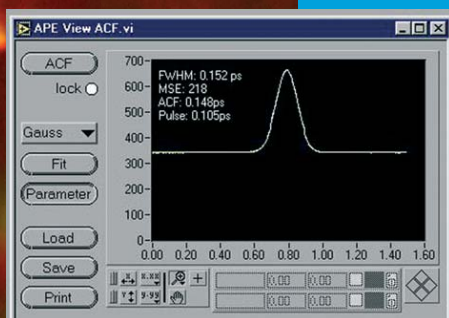 APE View ACF.vi
ACF
lock
Gauss
Fit
Parameter
Load
Save
Print
FWHM: 0.152 ps
MSE: 218
ACF: 0.148ps
Pulse: 0.105ps
700
600
500
400
300
200
100
0
0.00 0.20 0.40 0.60 0.80 1.00 1.20 1.40 1.60
x.xx
y.yy
0.00 0.00
0.00 0.00